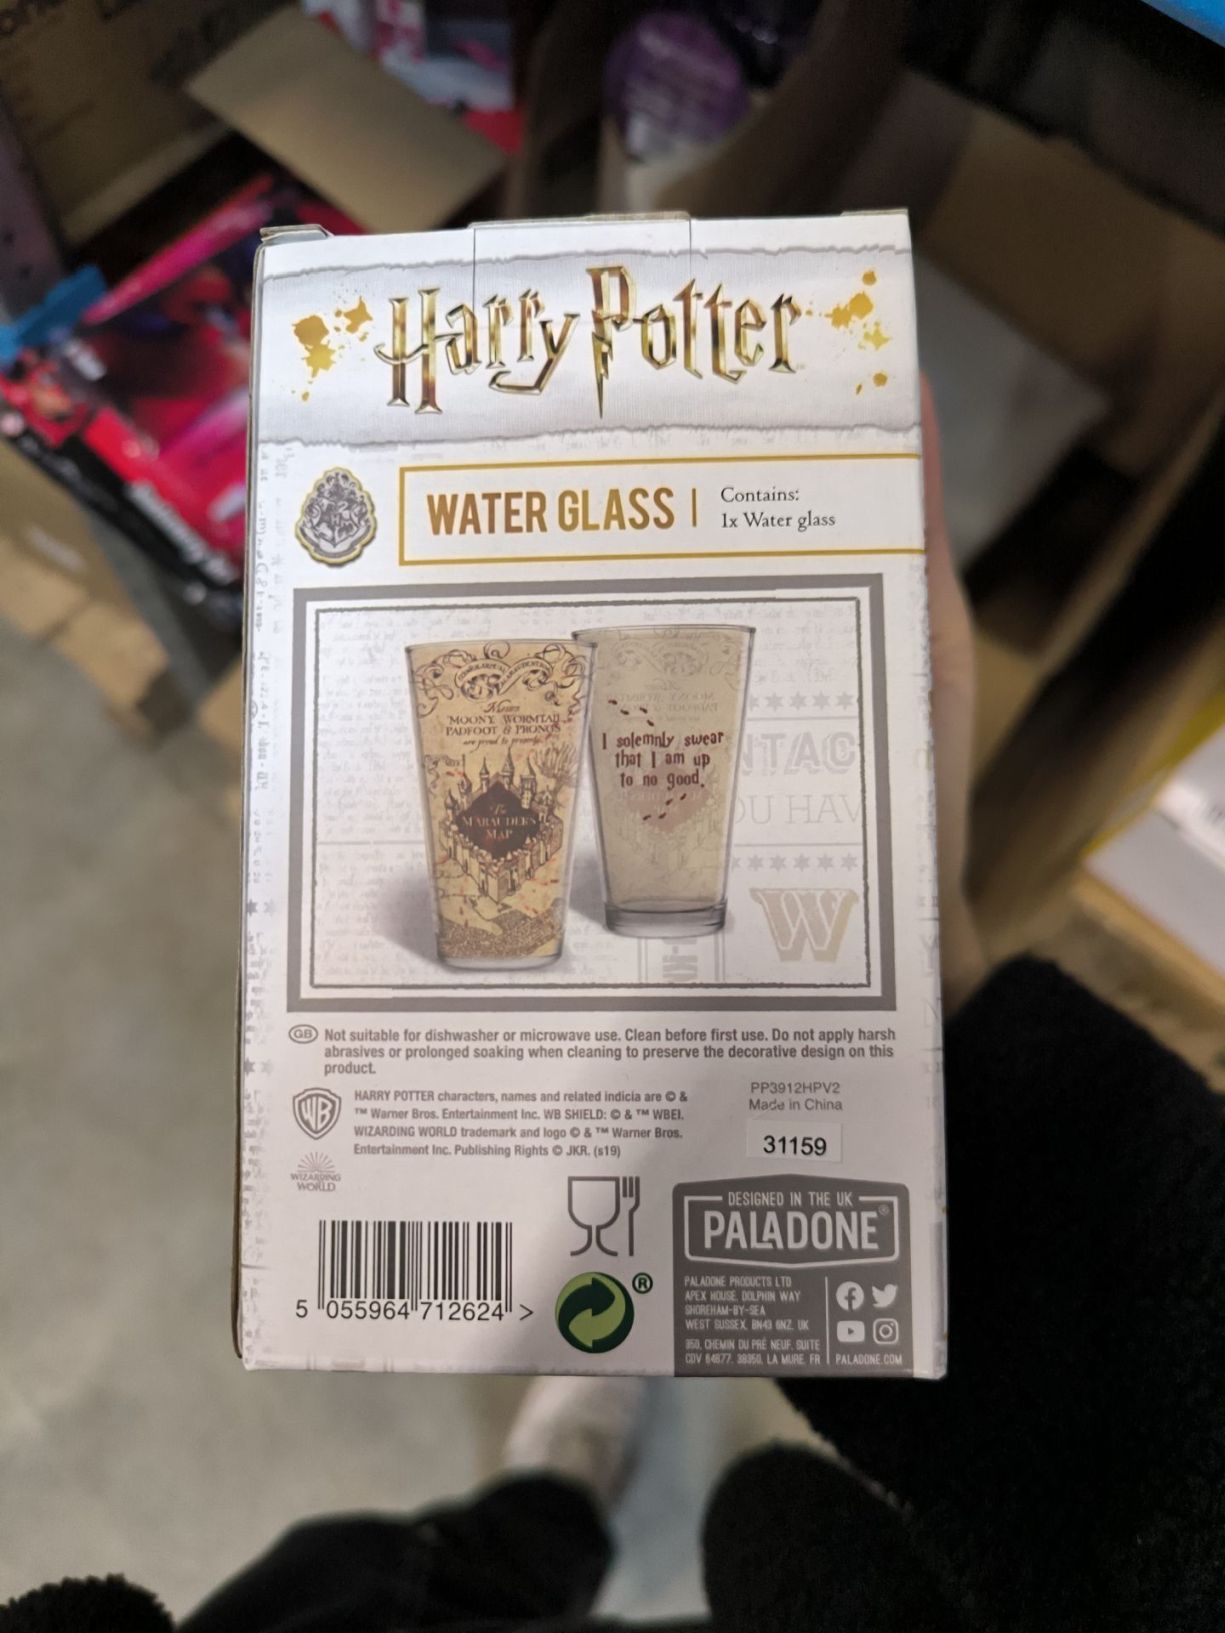 Harry Potter
WATER GLASS
Contains:
1x Water glass
Messrs
MOONY, WORMTAIL
PADFOOT & PRONGS
are proud to present
The
MARAUDER'S
MAP
I solemnly swear
that I am up
to no good.
NTAC
OU HAV
W
GB Not suitable for dishwasher or microwave use. Clean before first use. Do not apply harsh
abrasives or prolonged soaking when cleaning to preserve the decorative design on this
product.
WB
HARRY POTTER characters, names and related indicia are © &
™ Warner Bros. Entertainment Inc. WB SHIELD: © & ™ WBEI.
WIZARDING WORLD trademark and logo © & ™ Warner Bros.
Entertainment Inc. Publishing Rights © JKR. (s19)
WIZARDING
WORLD
PP3912HPV2
Made in China
31159
5 055964 712624 >
®
DESIGNED IN THE UK
PALADONE®
PALADONE PRODUCTS LTD
APEX HOUSE, DOLPHIN WAY
SHOREHAM-BY-SEA
WEST SUSSEX, BN43 6NZ, UK
350, CHEMIN DU PRÉ NEUF, SUITE
CDV 64677, 38350, LA MURE, FR
PALADONE.COM